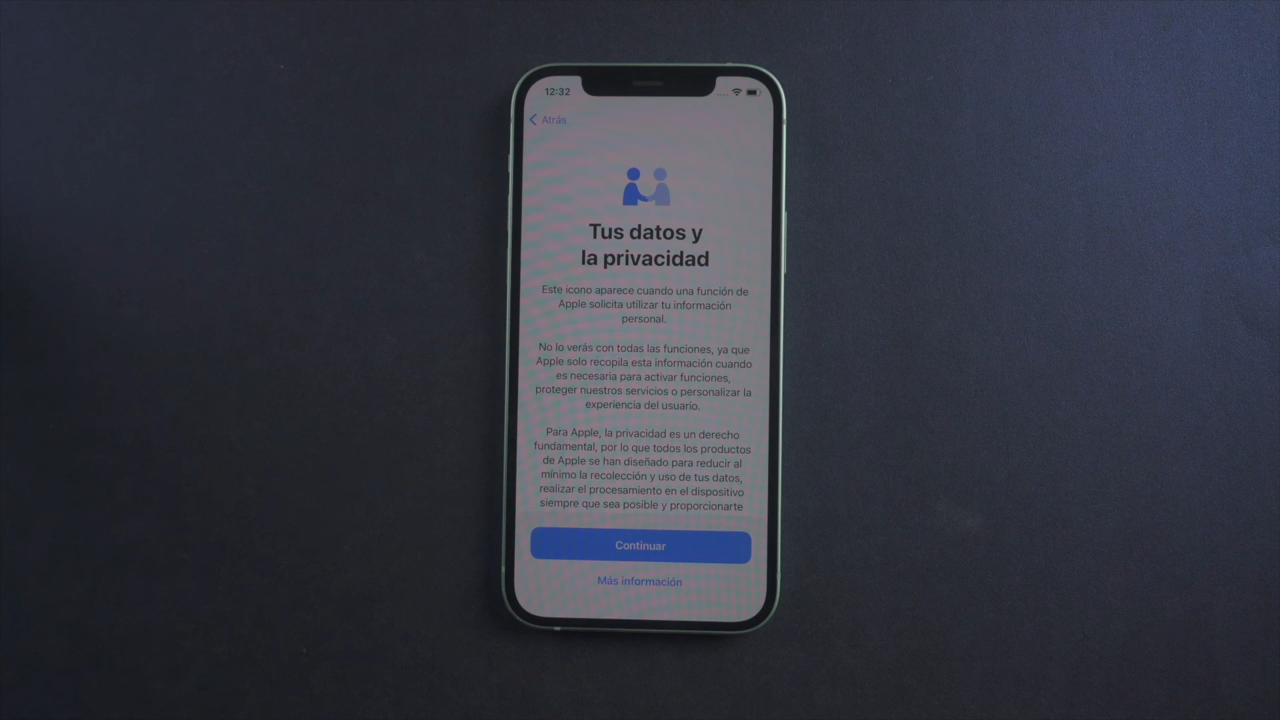 12:32
Atrás
Tus datos y
la privacidad
Este icono aparece cuando una función de
Apple solicita utilizar tu información
personal.
No lo verás con todas las funciones, ya que
Apple solo recopila esta información cuando
es necesaria para activar funciones,
proteger nuestros servicios o personalizar la
experiencia del usuario.
Para Apple, la privacidad es un derecho
fundamental, por lo que todos los productos
de Apple se han diseñado para reducir al
mínimo la recolección y uso de tus datos,
realizar el procesamiento en el dispositivo
siempre que sea posible y proporcionarte
Continuar
Más información